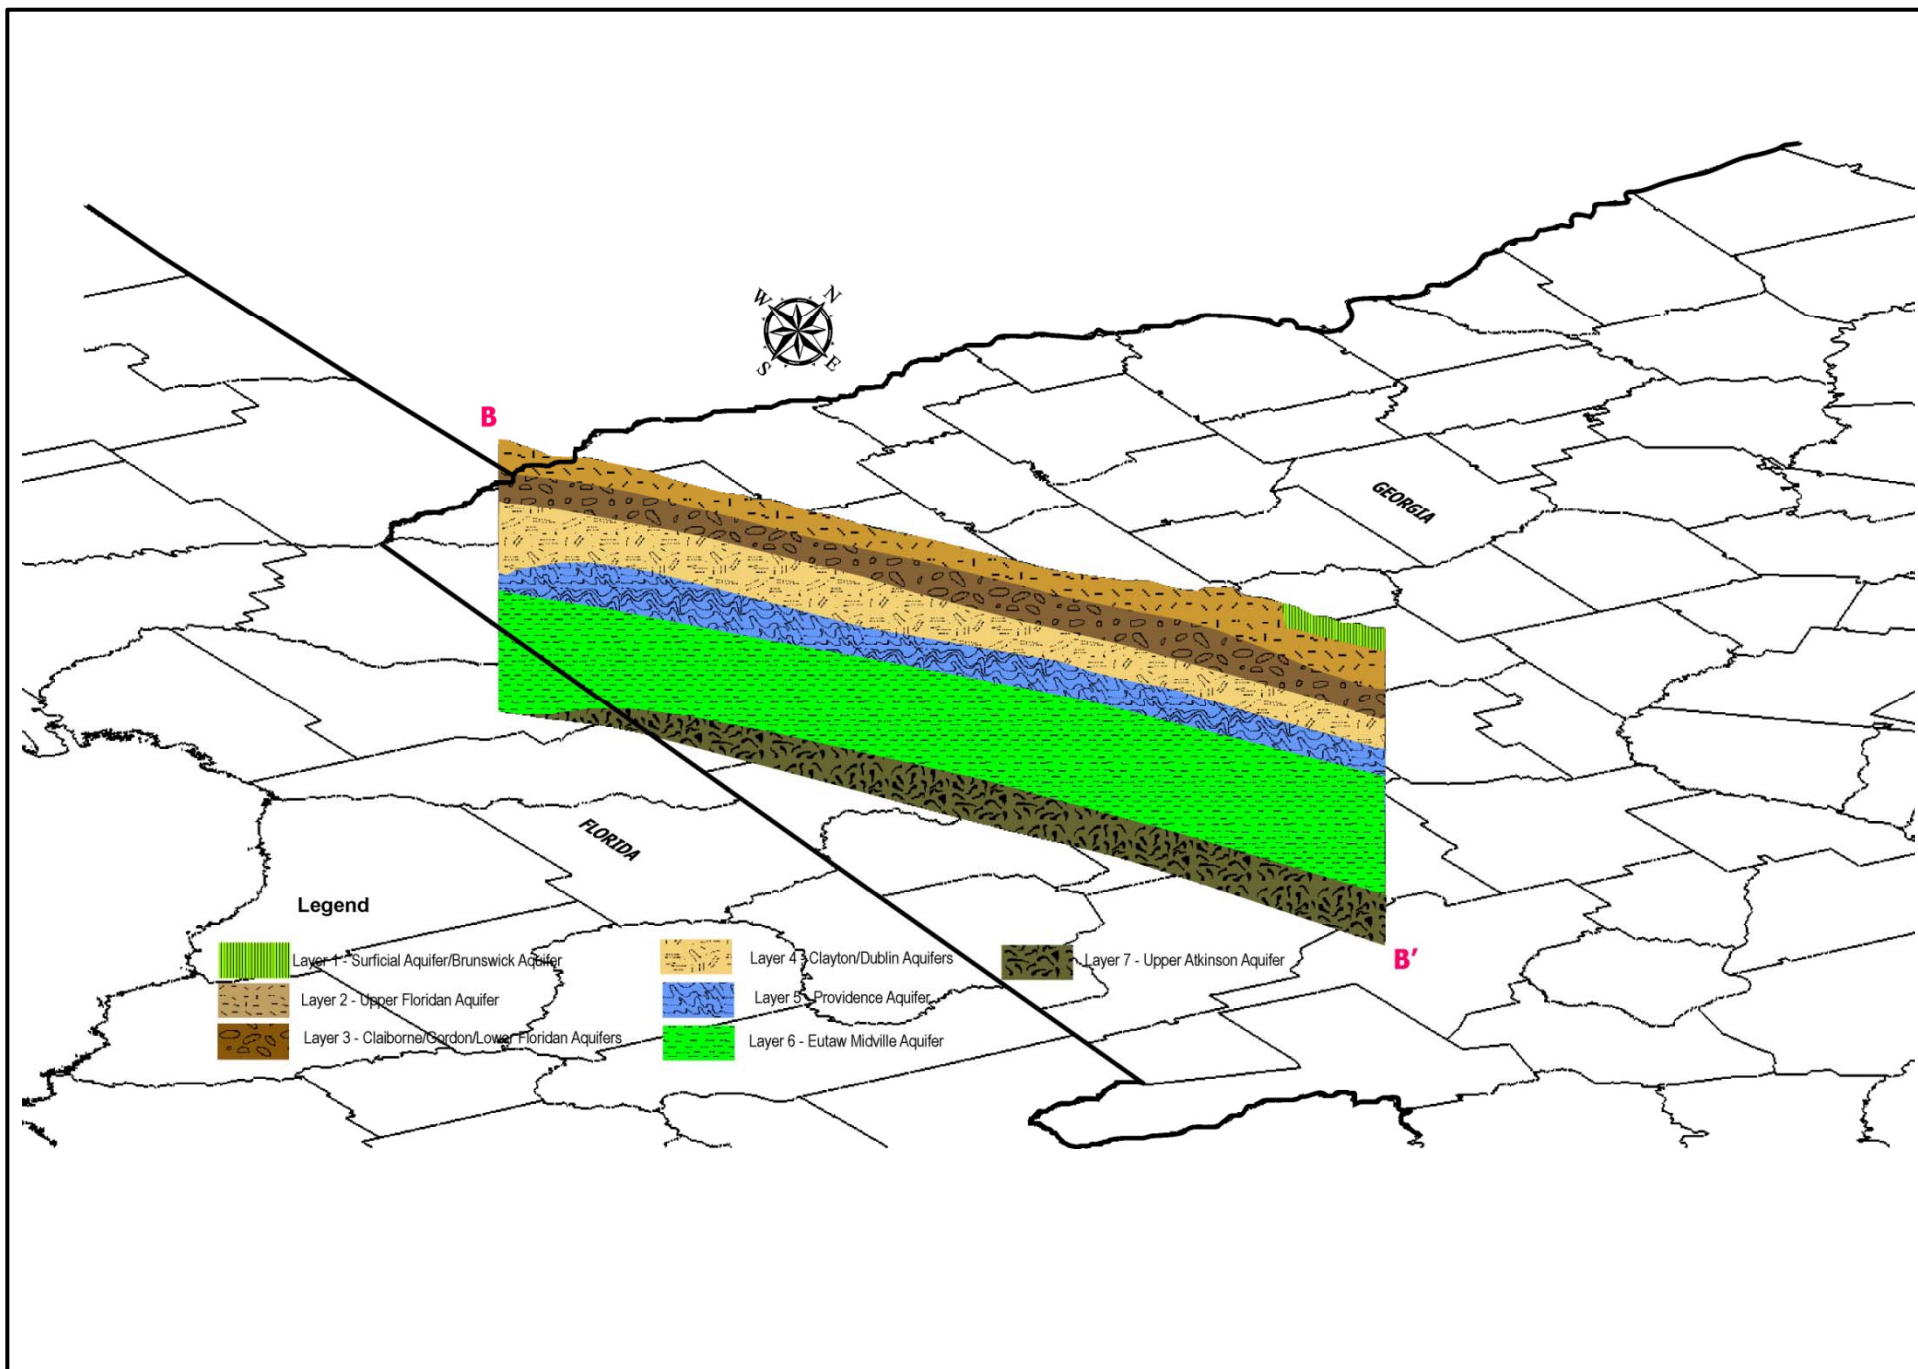 N
W
S
E
B
GEORGIA
FLORIDA
B’
Legend
Layer 1 - Surficial Aquifer/Brunswick Aquifer
Layer 2 - Upper Floridan Aquifer
Layer 3 - Claiborne/Gordon/Lower Floridan Aquifers
Layer 4 - Clayton/Dublin Aquifers
Layer 5 - Providence Aquifer
Layer 6 - Eutaw Midville Aquifer
Layer 7 - Upper Atkinson Aquifer